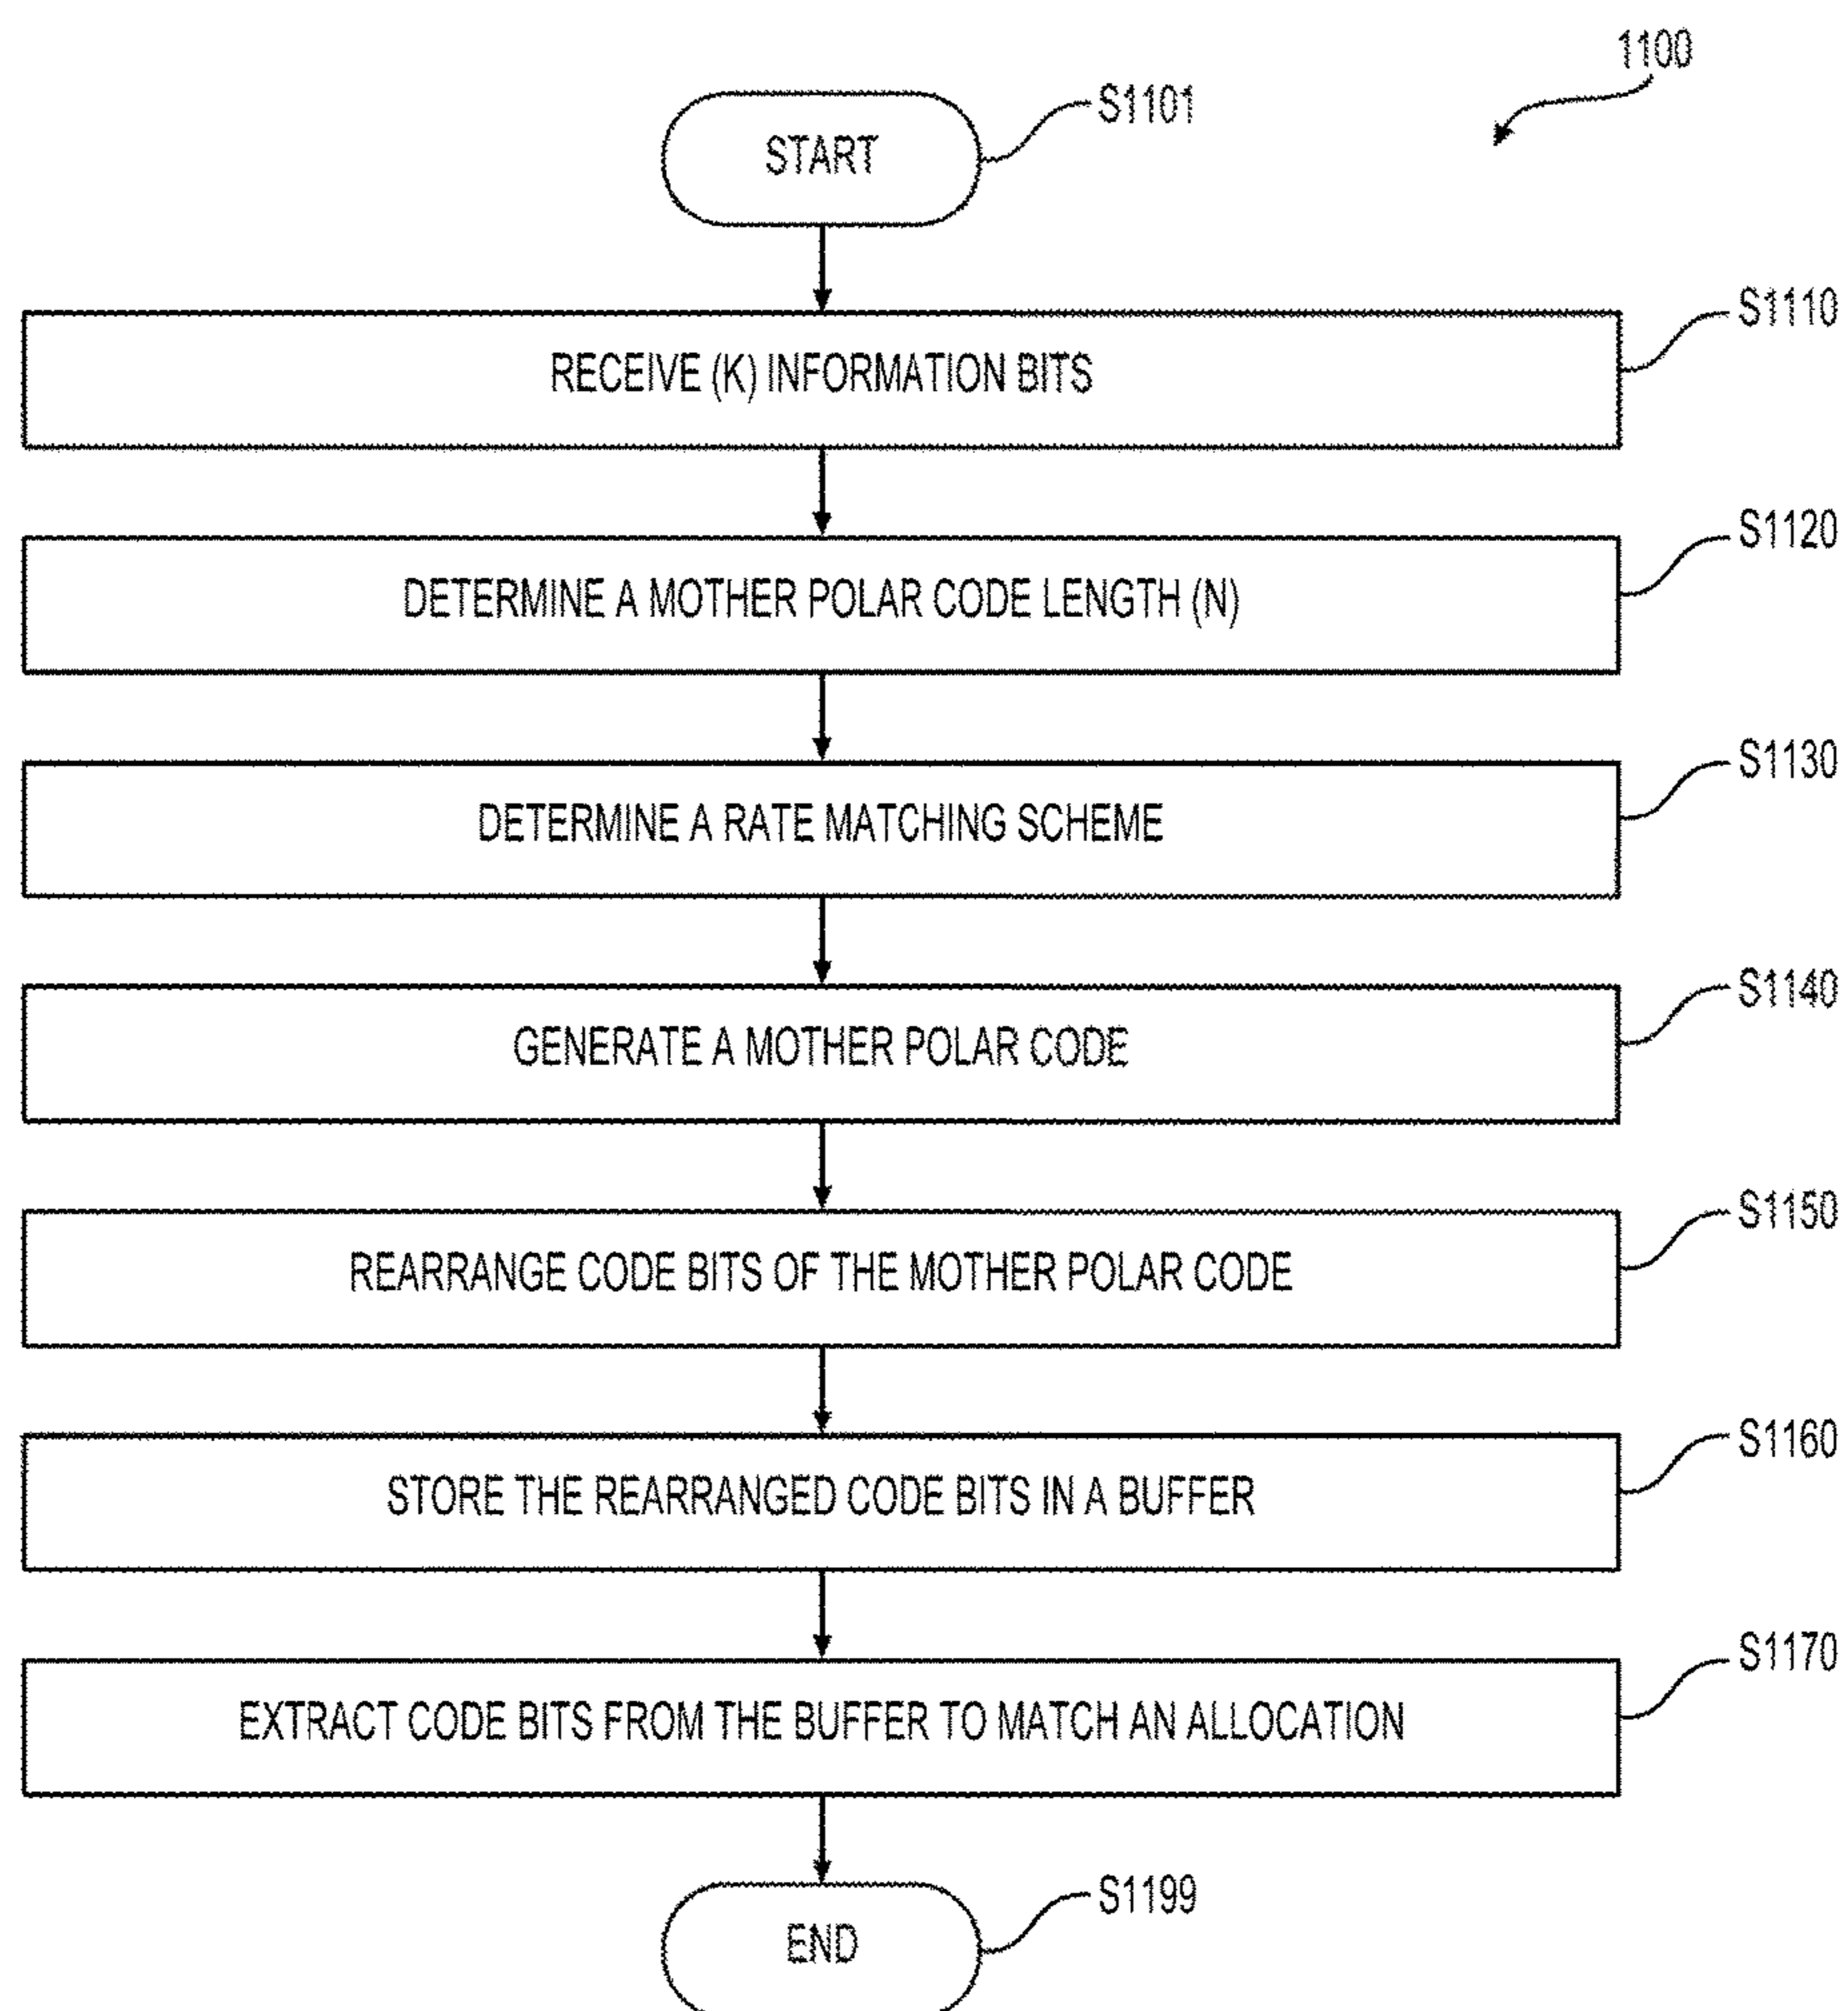 1100
START
S1101
RECEIVE (K) INFORMATION BITS
S1110
DETERMINE A MOTHER POLAR CODE LENGTH (N)
S1120
DETERMINE A RATE MATCHING SCHEME
S1130
GENERATE A MOTHER POLAR CODE
S1140
REARRANGE CODE BITS OF THE MOTHER POLAR CODE
S1150
STORE THE REARRANGED CODE BITS IN A BUFFER
S1160
EXTRACT CODE BITS FROM THE BUFFER TO MATCH AN ALLOCATION
S1170
END
S1199